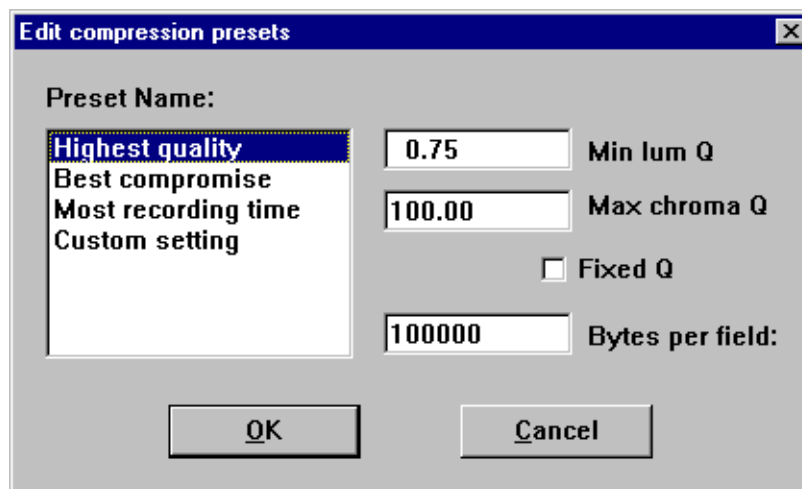 Edit compression presets
Preset Name:
Highest quality
Best compromise
Most recording time
Custom setting
0.75 Min lum Q
100.00 Max chroma Q
Fixed Q
100000 Bytes per field:
OK
Cancel